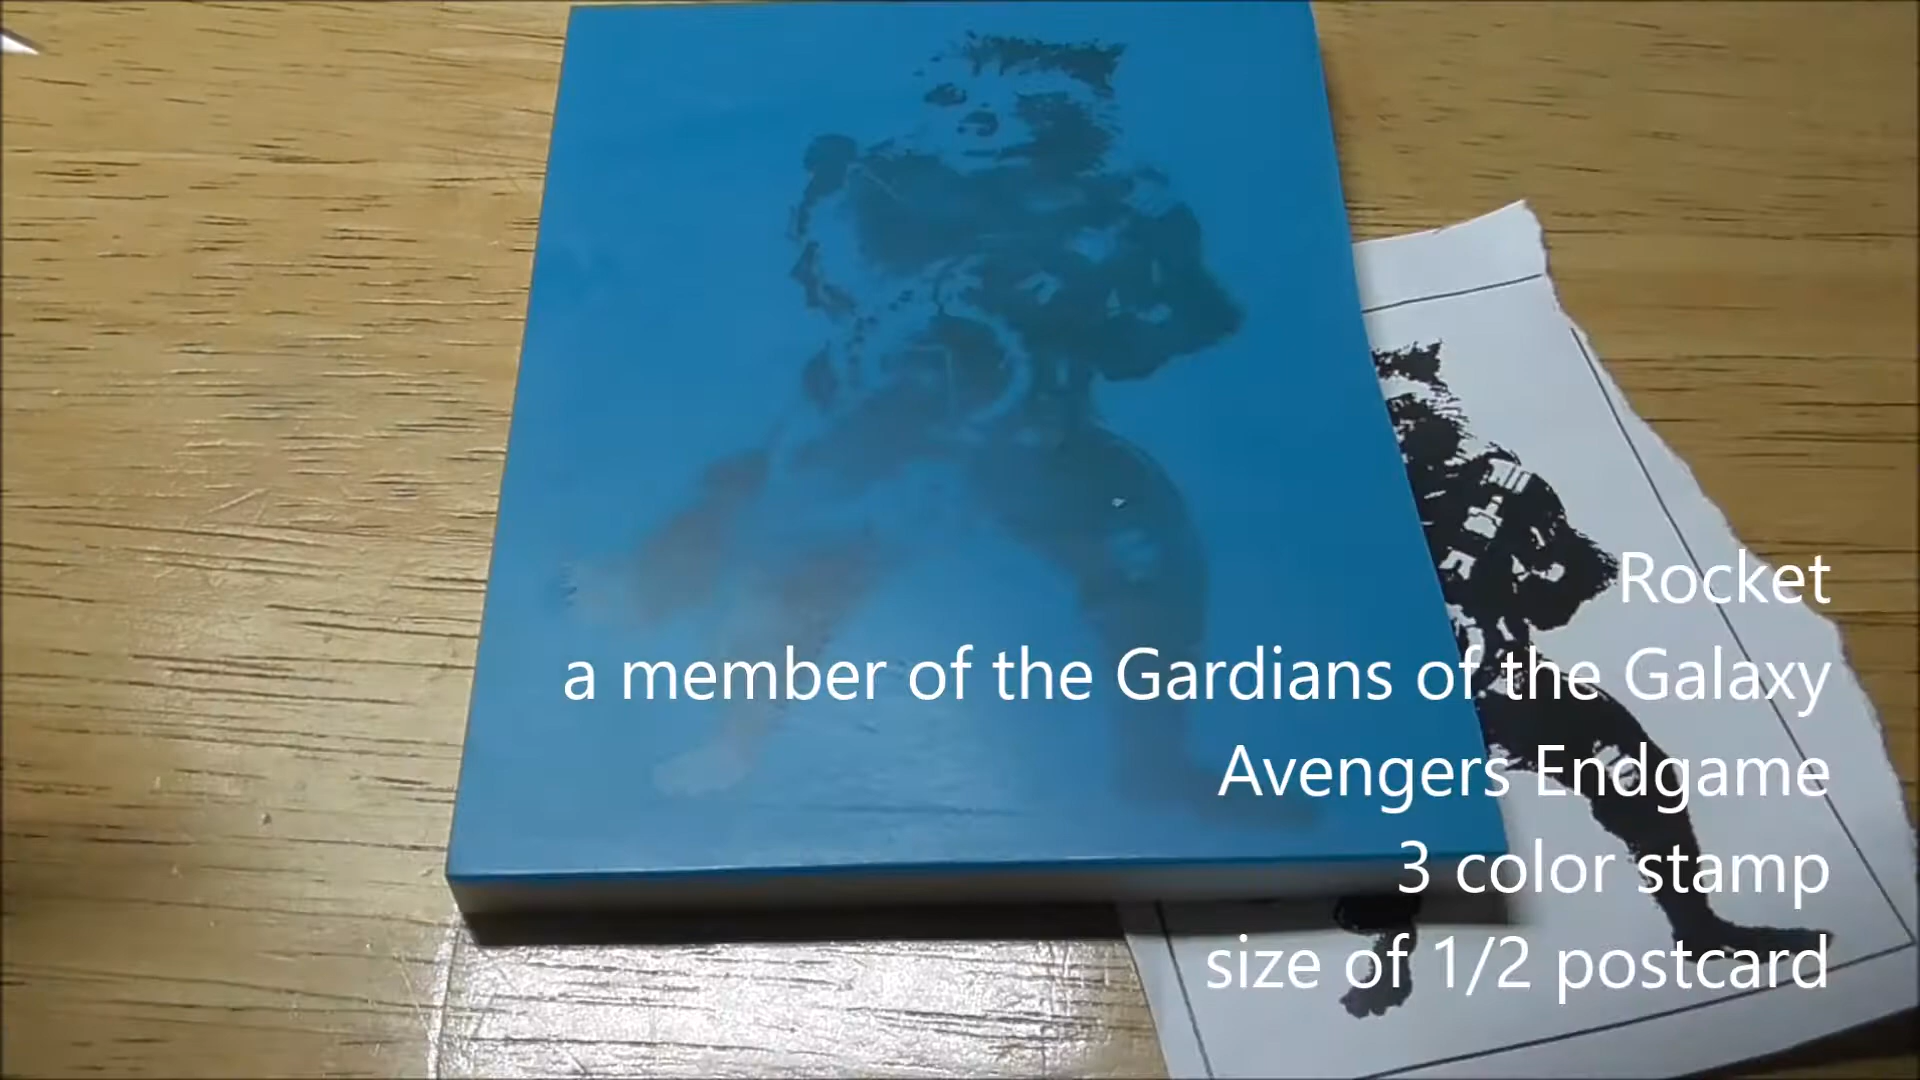 Rocket
a member of the Gardians of the Galaxy
Avengers Endgame
3 color stamp
size of 1/2 postcard